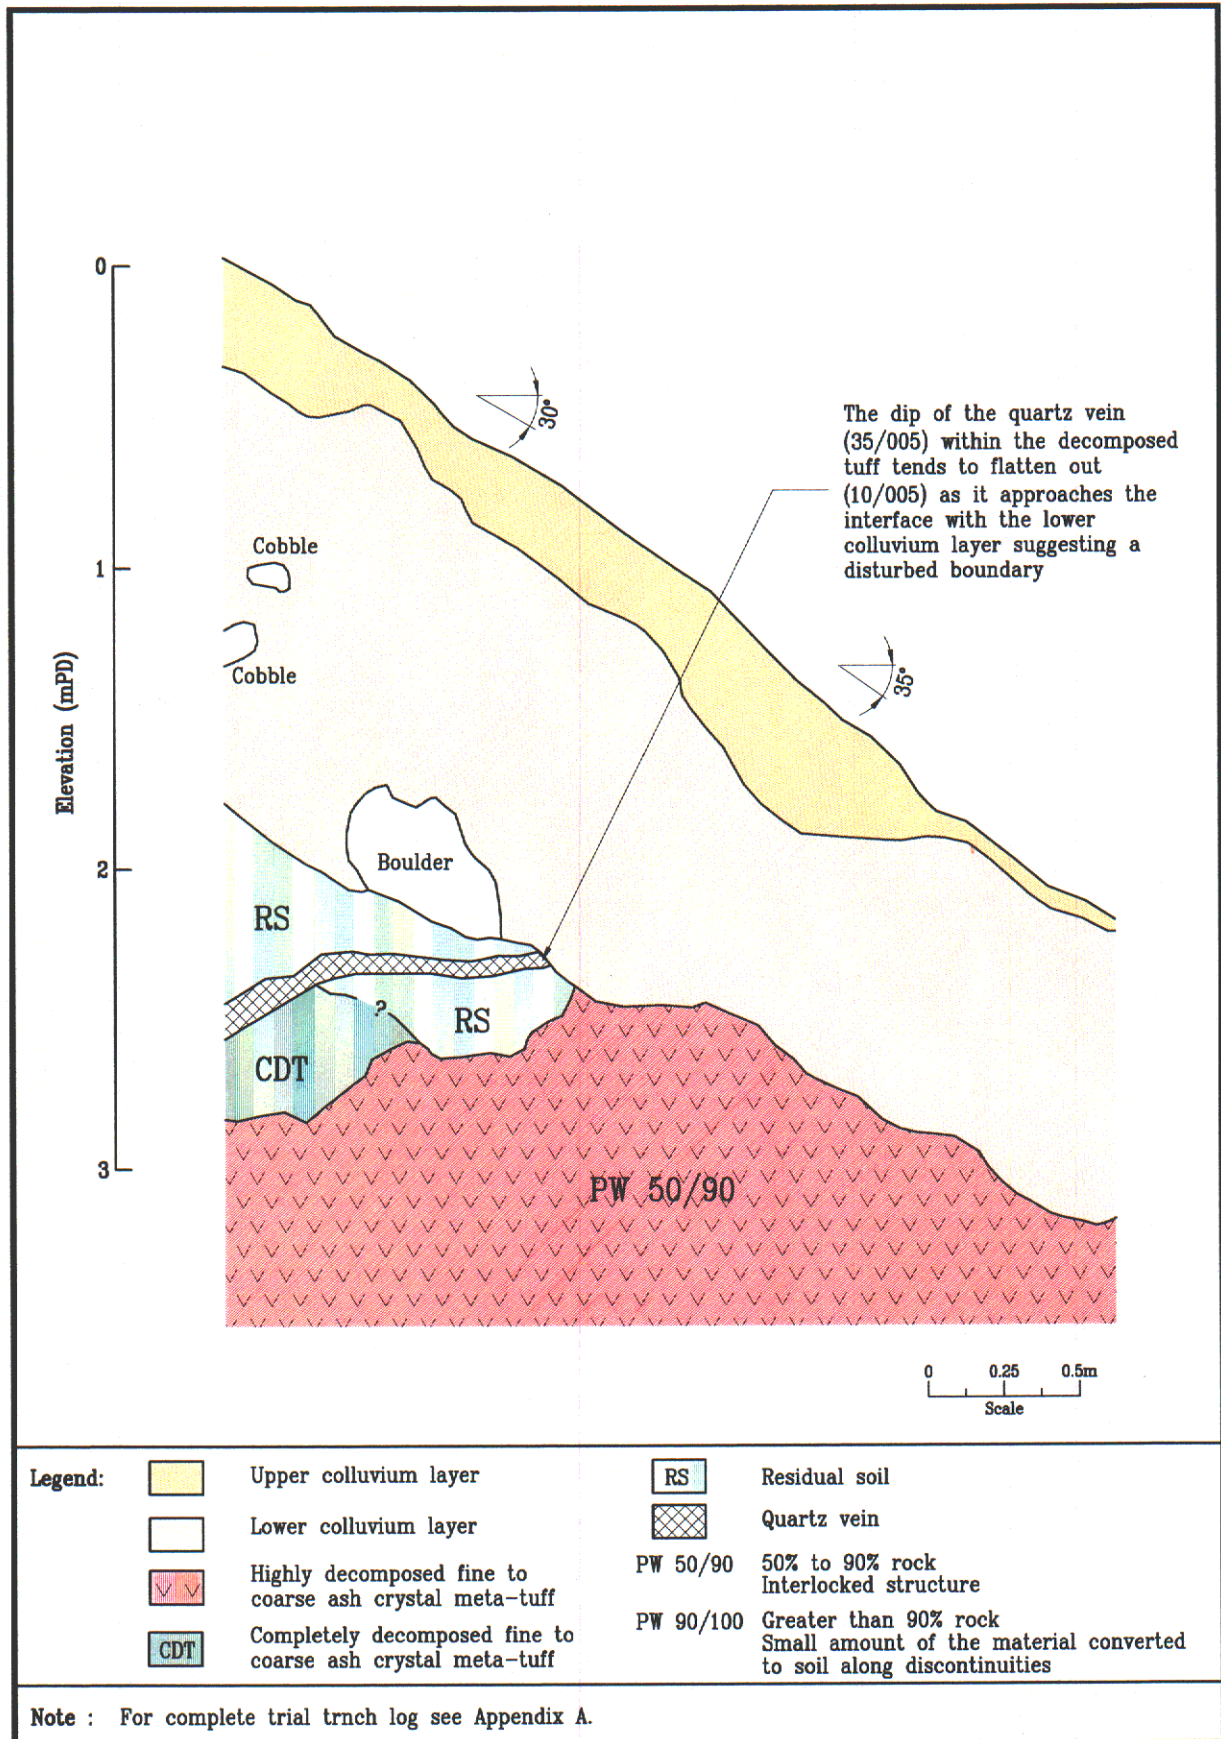 0
30°
The dip of the quartz vein
(35/005) within the decomposed
tuff tends to flatten out
(10/005) as it approaches the
interface with the lower
colluvium layer suggesting a
disturbed boundary
Cobble
1
Cobble
35°
Elevation (mPD)
Boulder
2
RS
?
RS
CDT
3
PW 50/90
0 0.25 0.5m
Scale
Legend:
Upper colluvium layer
Lower colluvium layer
Highly decomposed fine to
coarse ash crystal meta-tuff
CDT
Completely decomposed fine to
coarse ash crystal meta-tuff
RS
Residual soil
Quartz vein
PW 50/90 50% to 90% rock
Interlocked structure
PW 90/100 Greater than 90% rock
Small amount of the material converted
to soil along discontinuities
Note : For complete trial trnch log see Appendix A.